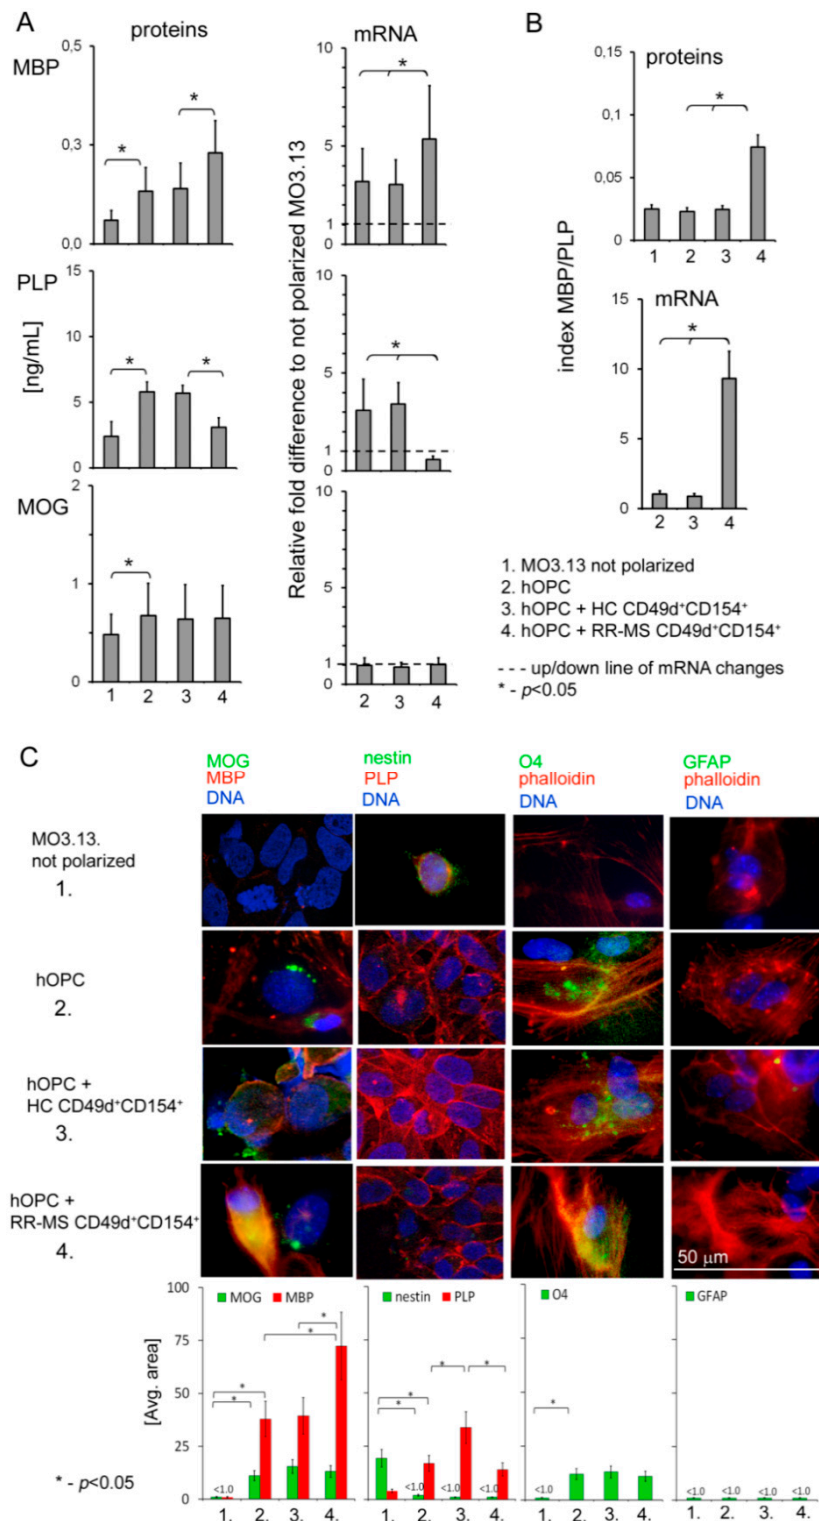 A
proteins
mRNA
MBP
0,5
0,3
0,0
*
*
10
5
4
3
2
1
0
*
PLP
15
10
5
0
*
*
10
5
1
0
*
MOG
2
1
0
*
1 2 3 4
10
5
1
0
2 3 4
[ng/mL]
Relative fold difference to not polarized MO3.13
B
proteins
0,15
0,1
0,05
0
*
1 2 3 4
mRNA
15
10
5
0
*
2 3 4
index MBP/PLP
1. MO3.13 not polarized
2. hOPC
3. hOPC + HC CD49d⁺CD154⁺
4. hOPC + RR-MS CD49d⁺CD154⁺
- - - up/down line of mRNA changes
* - p<0.05
C
MOG nestin O4 GFAP
MBP PLP phalloidin phalloidin
DNA DNA DNA DNA
MO3.13.
not polarized
1.
hOPC
2.
hOPC +
HC CD49d⁺CD154⁺
3.
hOPC +
RR-MS CD49d⁺CD154⁺
4.
50 µm
[Avg. area]
100
75
50
25
0
MOG MBP
* * * *
<1.0
1. 2. 3. 4.
nestin PLP
* * * *
<1.0 <1.0 <1.0
1. 2. 3. 4.
O4
*
<1.0
1. 2. 3. 4.
GFAP
<1.0 <1.0 <1.0 <1.0
1. 2. 3. 4.
* - p<0.05